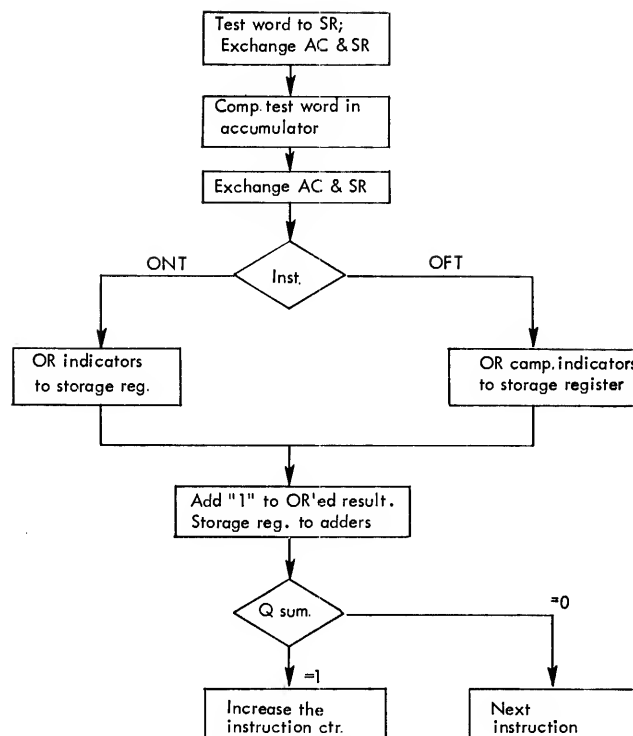 Test word to SR;
Exchange AC & SR
Comp. test word in
accumulator
Exchange AC & SR
ONT
Inst.
OFT
OR indicators
to storage reg.
OR camp. indicators
to storage register
Add "1" to OR'ed result.
Storage reg. to adders
Q sum.
=0
=1
Increase the
instruction ctr.
Next
instruction